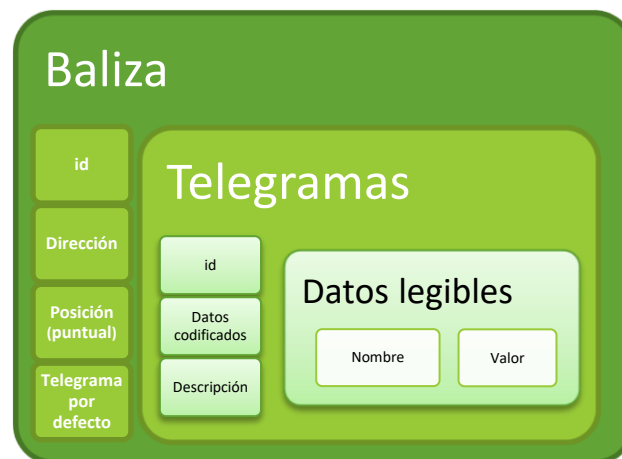 Baliza
id
Dirección
Posición
(puntual)
Telegrama
por
defecto
Telegramas
id
Datos
codificados
Descripción
Datos legibles
Nombre
Valor